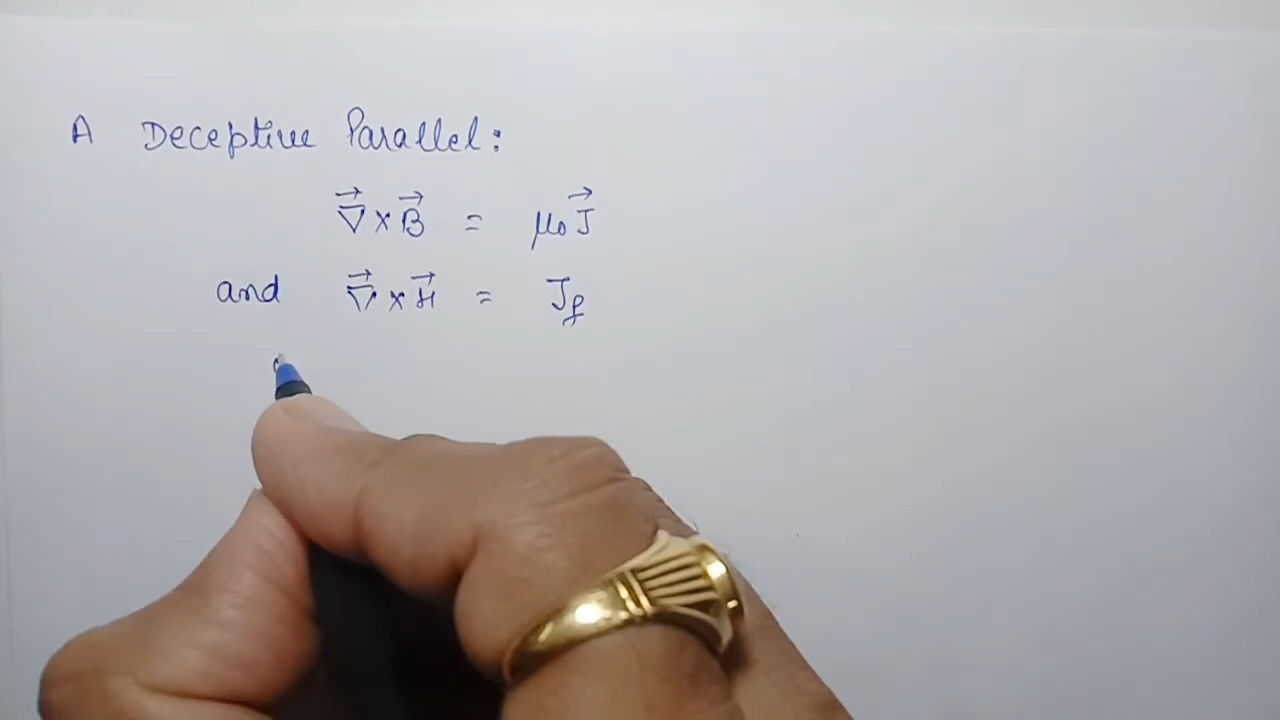 A Deceptive Parallel:
∇⃗ × B⃗ = μ₀ J⃗
and ∇⃗ × H⃗ = J_f